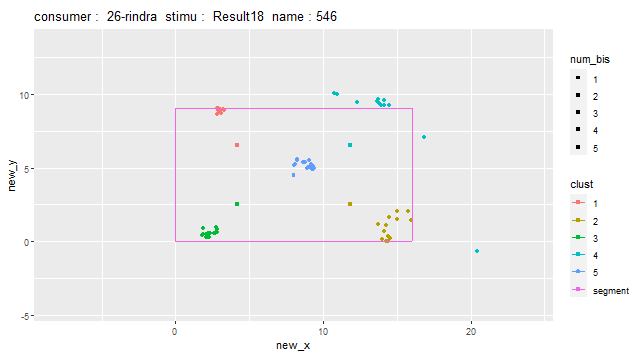 consumer : 26-rindra stimu : Result18 name : 546
10
5
0
-5
new_y
0
10
20
new_x
num_bis
1
2
3
4
5
clust
1
2
3
4
5
segment